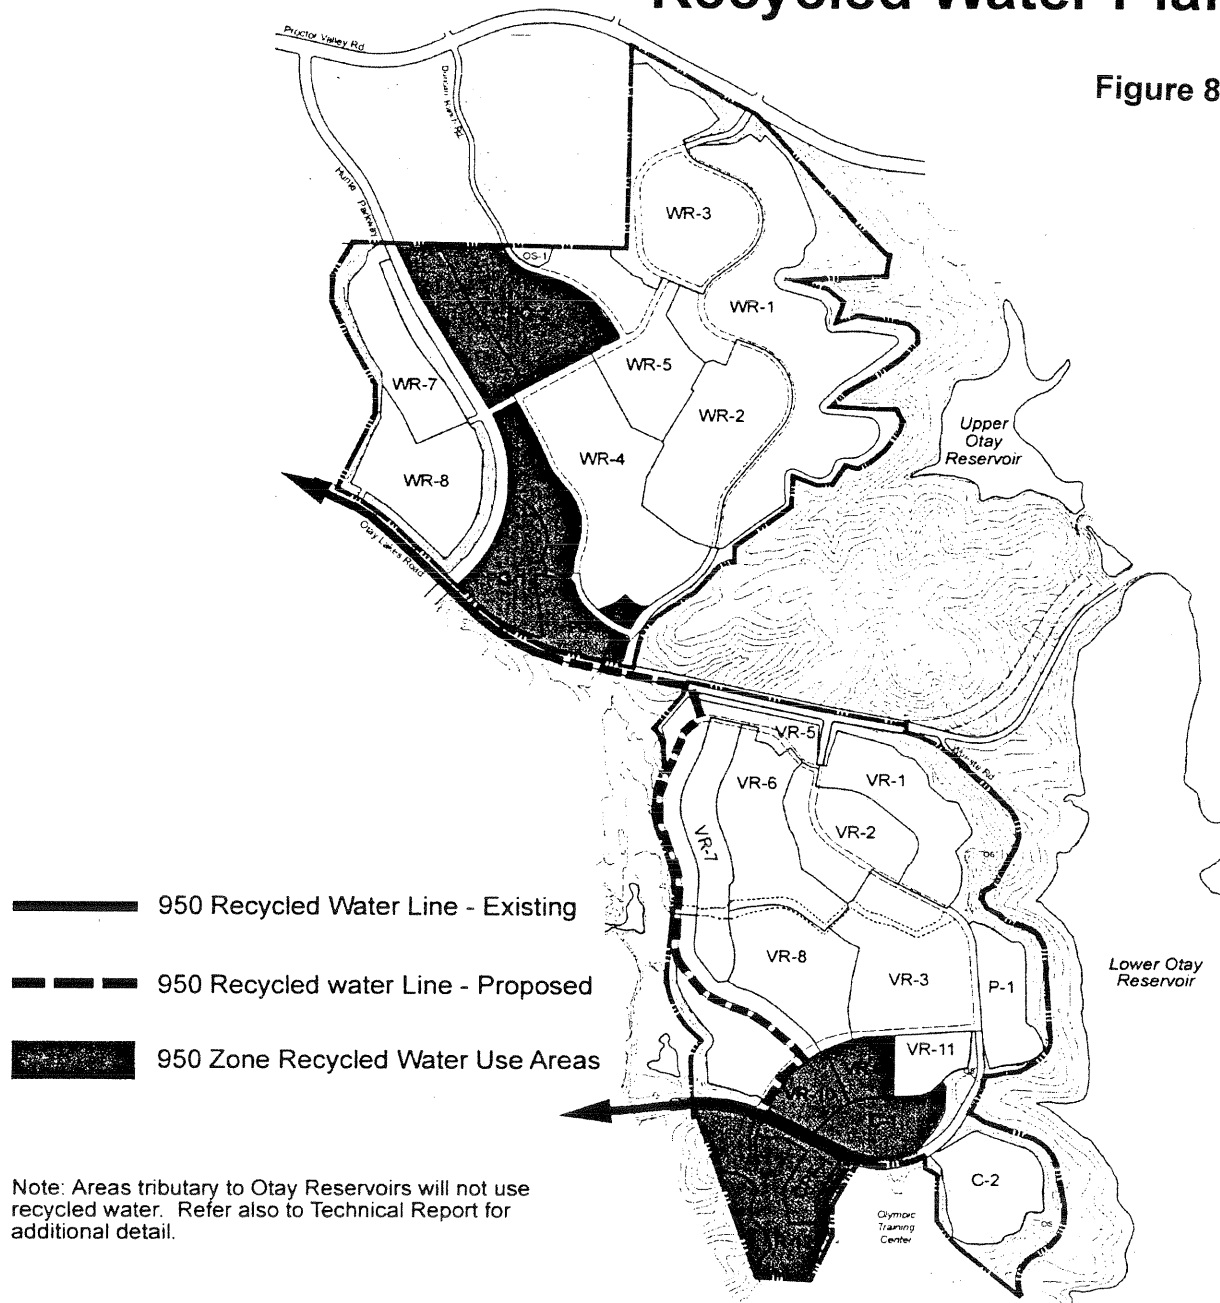 Recycled Water Plan
Figure 8
Proctor Valley Rd
Hunte Parkway
WR-3
OS-1
WR-1
WR-5
WR-7
WR-2
Upper
Otay
Reservoir
WR-4
WR-8
Otay Lakes Road
VR-5
Wueste Rd
VR-6
VR-1
VR-2
VR-7
950 Recycled Water Line - Existing
VR-8
VR-3
P-1
Lower Otay
Reservoir
950 Recycled water Line - Proposed
VR-11
950 Zone Recycled Water Use Areas
Note: Areas tributary to Otay Reservoirs will not use
recycled water. Refer also to Technical Report for
additional detail.
C-2
Olympic
Training
Center
OS